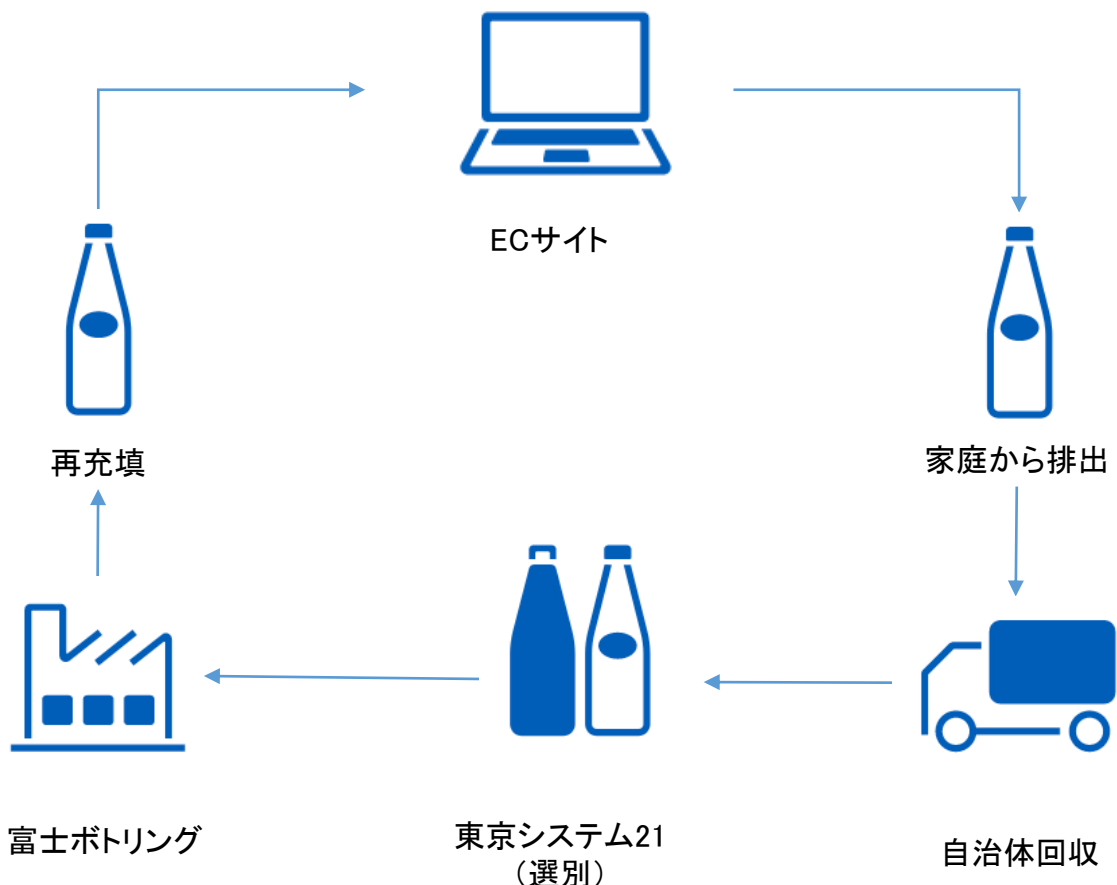 ECサイト
再充填
家庭から排出
富士ボトリング
東京システム21
(選別)
自治体回収